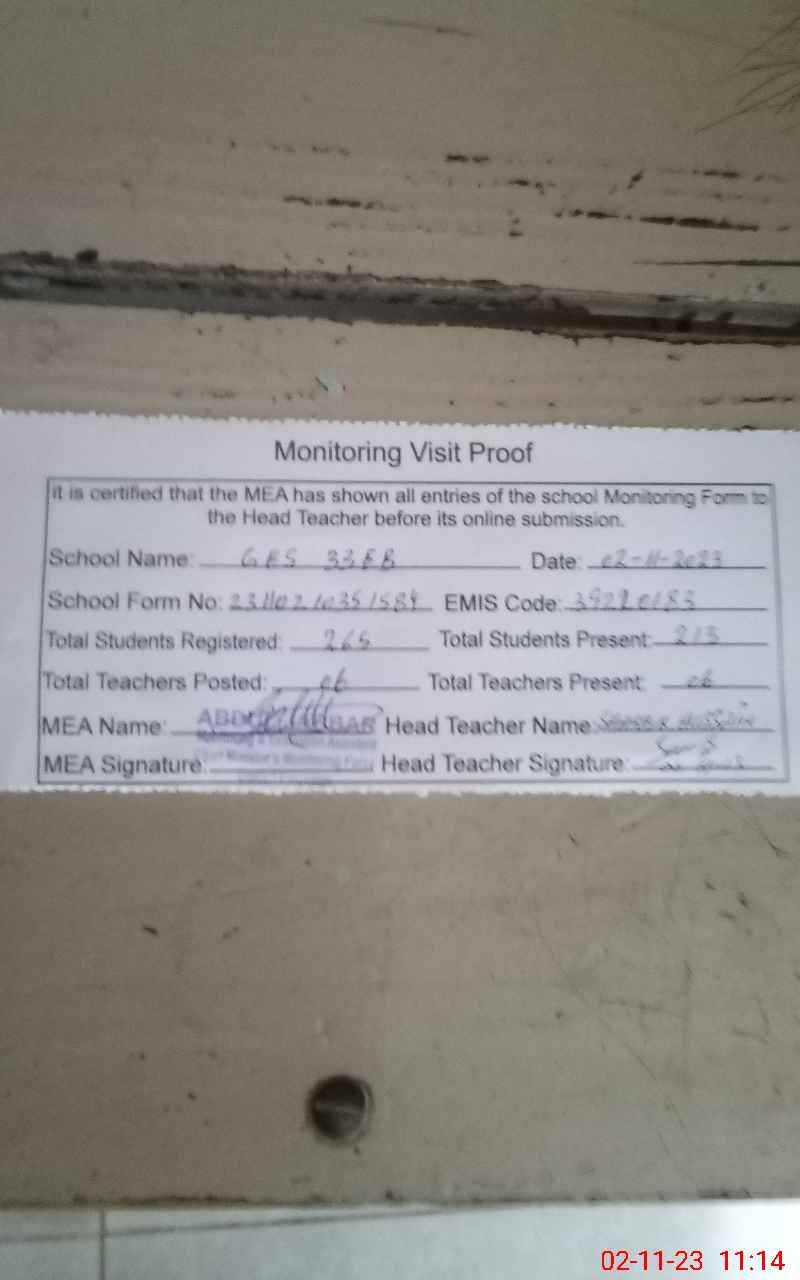 Monitoring Visit Proof
it is certified that the MEA has shown all entries of the school Monitoring Form to
the Head Teacher before its online submission.
School Name: GES 33EB Date: 02-11-2023
School Form No: 23110210351584 EMIS Code: 39220183
Total Students Registered: 265 Total Students Present: 213
Total Teachers Posted: 06 Total Teachers Present: 06
MEA Name: Head Teacher Name: HUSSAIN
MEA Signature: Head Teacher Signature:
02-11-23 11:14